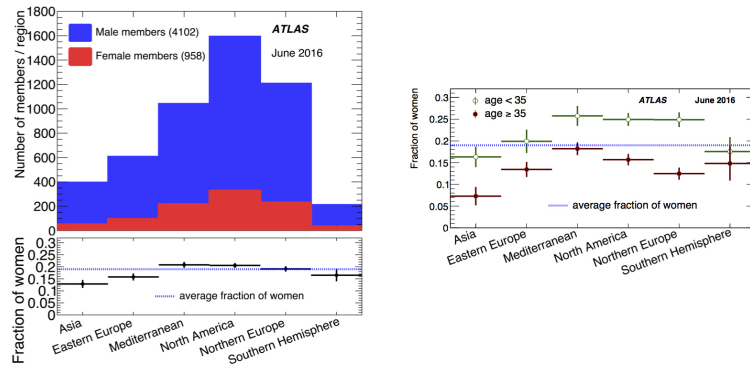 1800
1600
1400
1200
1000
800
600
400
200
0
Number of members / region
Male members (4102)
Female members (958)
ATLAS
June 2016
0.3
0.2
0.2
0.15
0.1
0.05
0
Fraction of women
average fraction of women
Asia
Eastern Europe
Mediterranean
North America
Northern Europe
Southern Hemisphere
0.3
0.25
0.2
0.15
0.1
0.05
0
Fraction of women
age < 35
age ≥ 35
ATLAS
June 2016
average fraction of women
Asia
Eastern Europe
Mediterranean
North America
Northern Europe
Southern Hemisphere